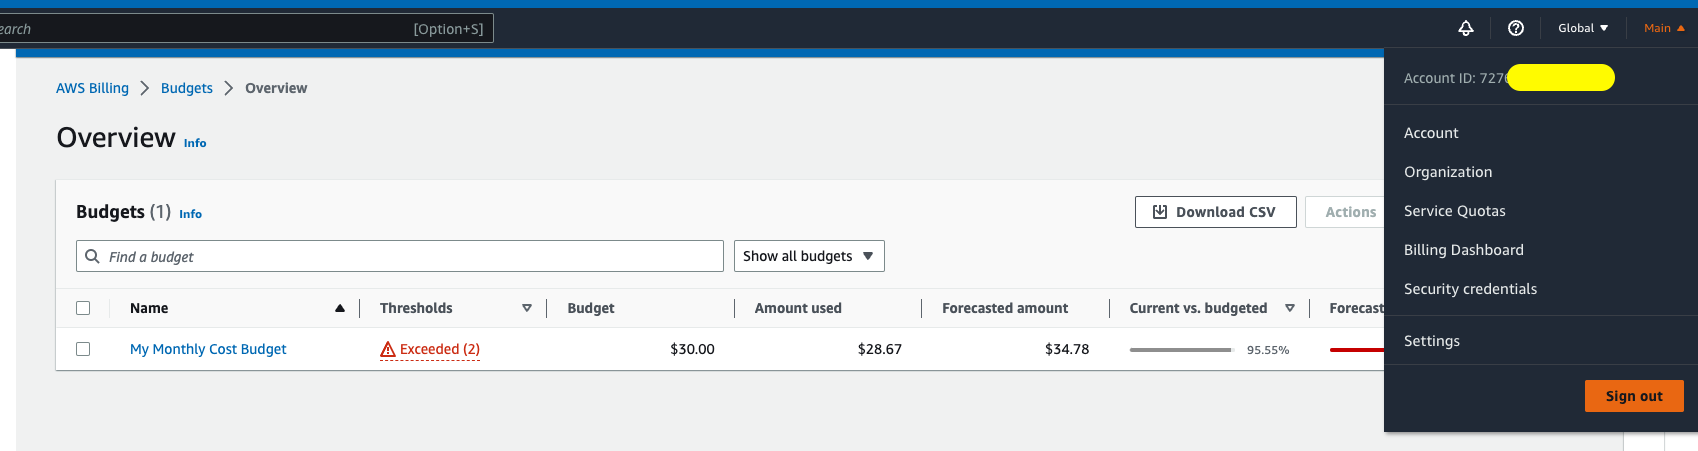 earch
[Option+S]
Global
Main
Account ID: 727
AWS Billing
Budgets
Overview
Overview Info
Account
Organization
Service Quotas
Billing Dashboard
Security credentials
Settings
Sign out
Budgets (1) Info
Download CSV
Actions
Find a budget
Show all budgets
Name Thresholds Budget Amount used Forecasted amount Current vs. budgeted Forecast
My Monthly Cost Budget Exceeded (2) $30.00 $28.67 $34.78 95.55%